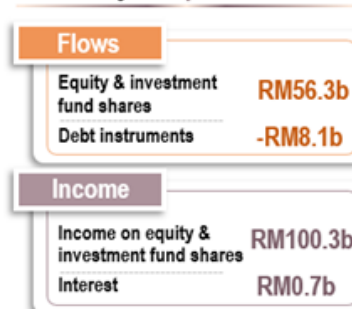 Flows
Equity & investment
fund shares
RM56.3b
Debt instruments
-RM8.1b
Income
Income on equity &
investment fund shares
RM100.3b
Interest
RM0.7b